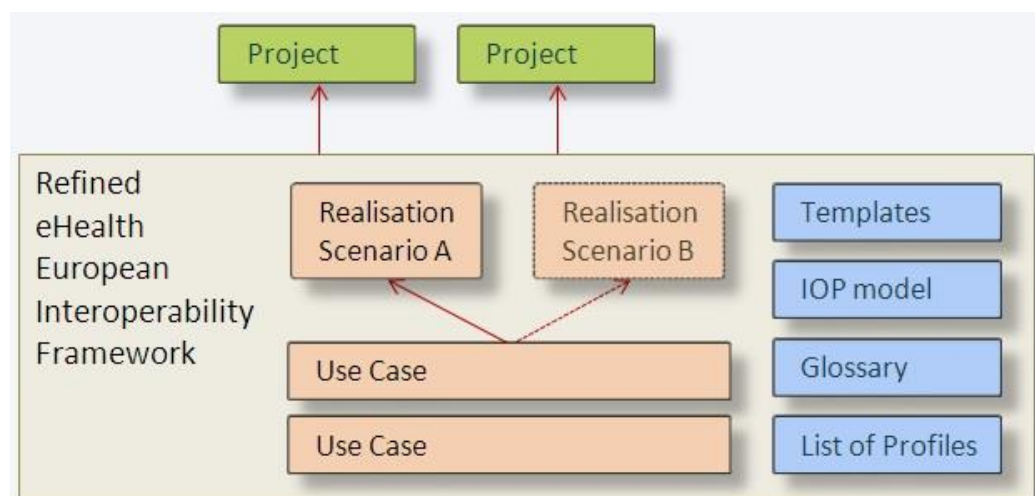 Project
Project
Refined
eHealth
European
Interoperability
Framework
Realisation
Scenario A
Realisation
Scenario B
Use Case
Use Case
Templates
IOP model
Glossary
List of Profiles